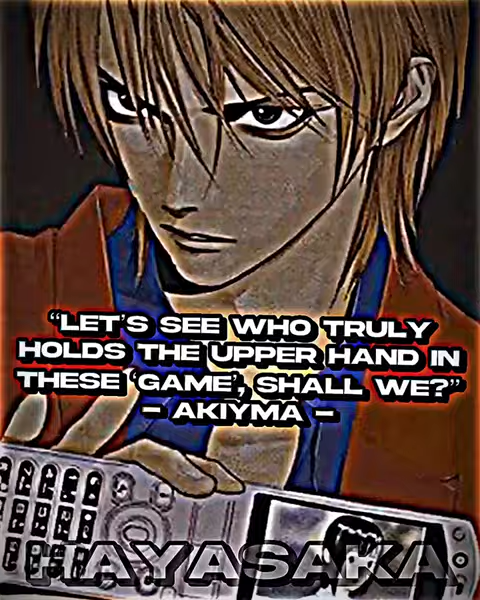 “LET'S SEE WHO TRULY
HOLDS THE UPPER HAND IN
THESE ‘GAME’, SHALL WE?”
- AKIYMA -
HAYASAKA